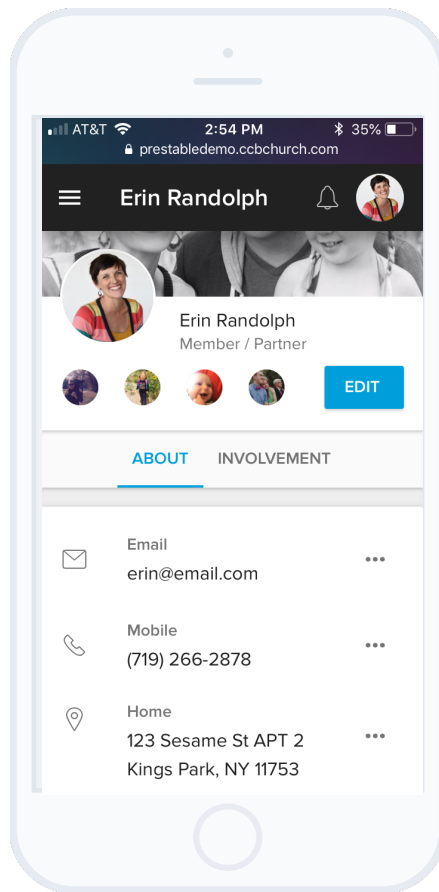 AT&T 2:54 PM 35%
prestabledemo.ccbchurch.com
Erin Randolph
Erin Randolph
Member / Partner
EDIT
ABOUT INVOLVEMENT
Email
erin@email.com
Mobile
(719) 266-2878
Home
123 Sesame St APT 2
Kings Park, NY 11753